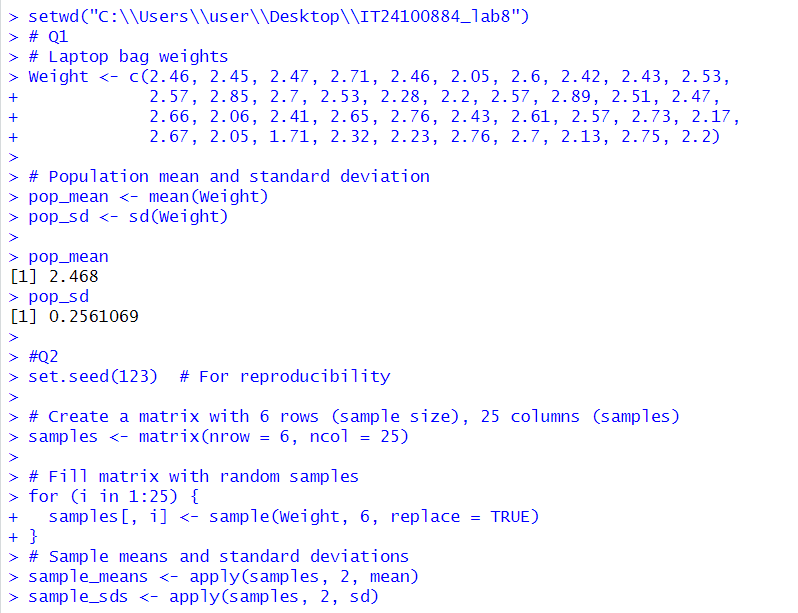 > setwd("C:\\Users\\user\\Desktop\\IT24100884_lab8")
> # Q1
> # Laptop bag weights
> Weight <- c(2.46, 2.45, 2.47, 2.71, 2.46, 2.05, 2.6, 2.42, 2.43, 2.53,
+             2.57, 2.85, 2.7, 2.53, 2.28, 2.2, 2.57, 2.89, 2.51, 2.47,
+             2.66, 2.06, 2.41, 2.65, 2.76, 2.43, 2.61, 2.57, 2.73, 2.17,
+             2.67, 2.05, 1.71, 2.32, 2.23, 2.76, 2.7, 2.13, 2.75, 2.2)
>
> # Population mean and standard deviation
> pop_mean <- mean(Weight)
> pop_sd <- sd(Weight)
>
> pop_mean
[1] 2.468
> pop_sd
[1] 0.2561069
>
> #Q2
> set.seed(123)  # For reproducibility
>
> # Create a matrix with 6 rows (sample size), 25 columns (samples)
> samples <- matrix(nrow = 6, ncol = 25)
>
> # Fill matrix with random samples
> for (i in 1:25) {
+   samples[, i] <- sample(Weight, 6, replace = TRUE)
+ }
> # Sample means and standard deviations
> sample_means <- apply(samples, 2, mean)
> sample_sds <- apply(samples, 2, sd)